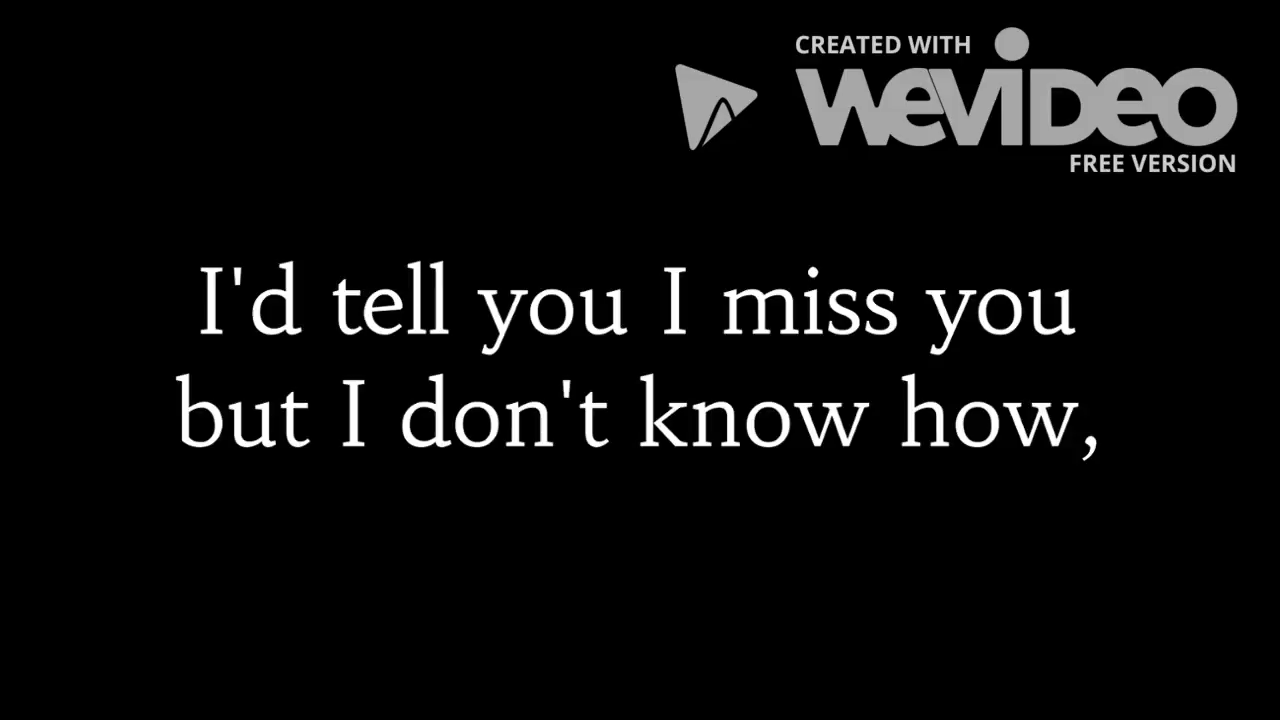 CREATED WITH
WEVIDEO
FREE VERSION
I'd tell you I miss you
but I don't know how,